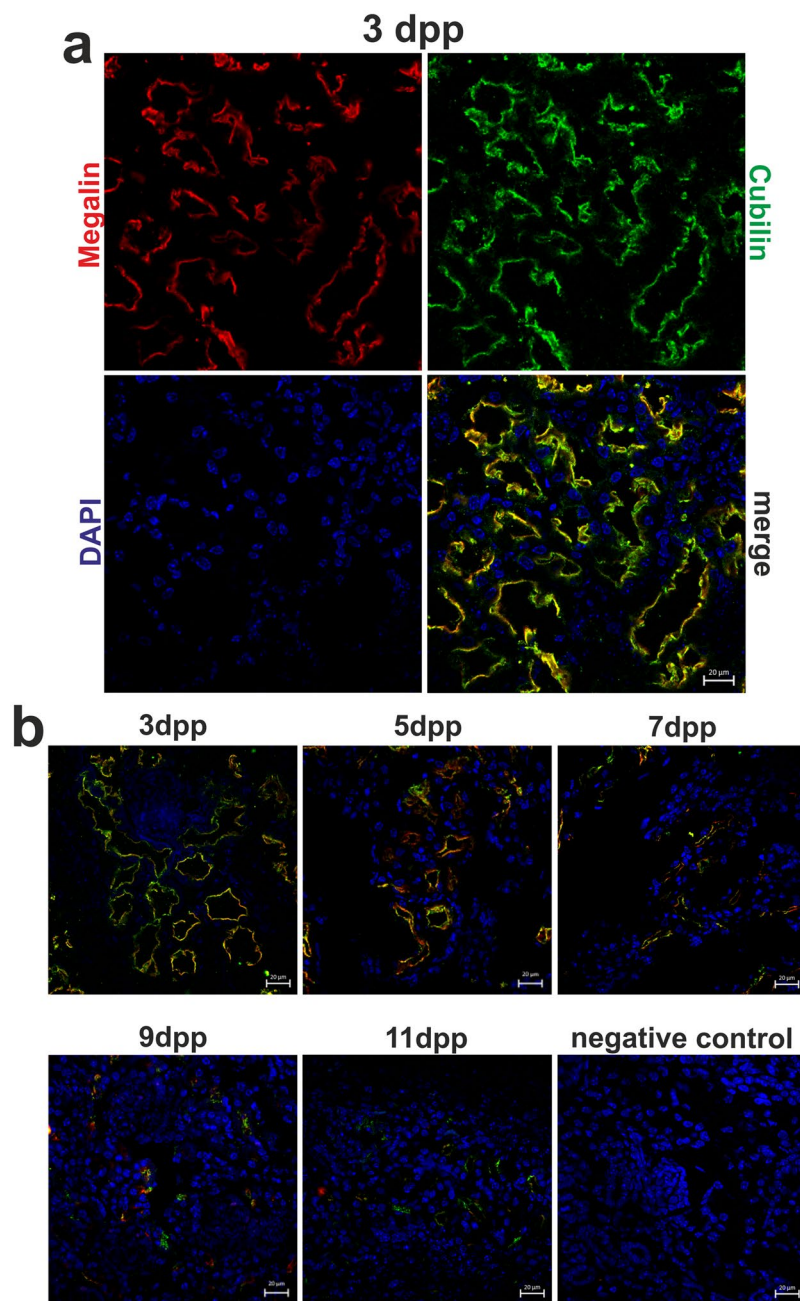 a
3 dpp
Megalin
Cubilin
DAPI
merge
20 µm
b
3dpp
5dpp
7dpp
20 µm
20 µm
20 µm
9dpp
11dpp
negative control
20 µm
20 µm
20 µm